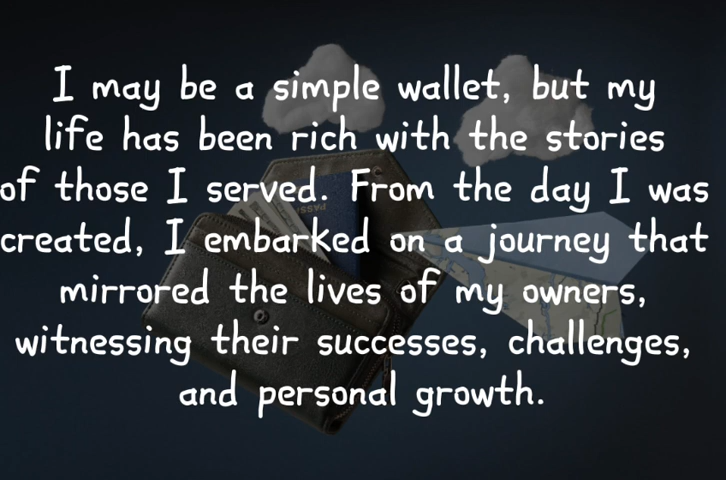 I may be a simple wallet, but my
life has been rich with the stories
of those I served. From the day I was
created, I embarked on a journey that
mirrored the lives of my owners,
witnessing their successes, challenges,
and personal growth.